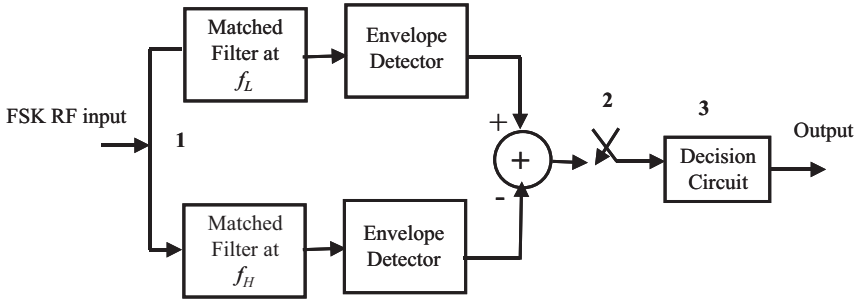 Matched
Filter at
fL
Envelope
Detector
FSK RF input
1
+
+
-
2
3
Decision
Circuit
Output
Matched
Filter at
fH
Envelope
Detector